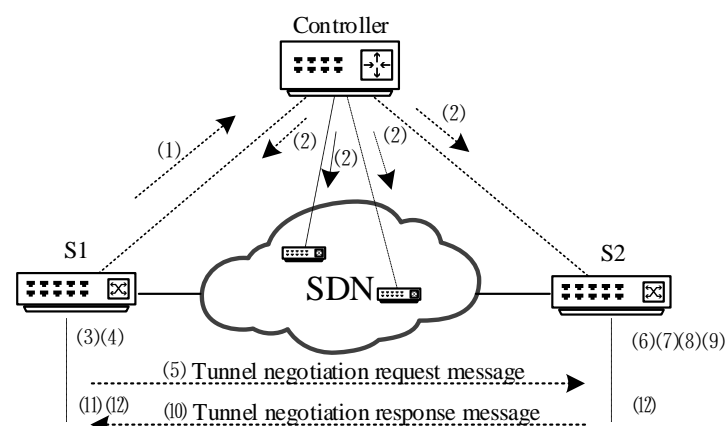 Controller
(1)
(2)
(2)
(2)
(2)
S1
SDN
S2
(3)(4)
(6)(7)(8)(9)
(5) Tunnel negotiation request message
(11)(12)
(10) Tunnel negotiation response message
(12)